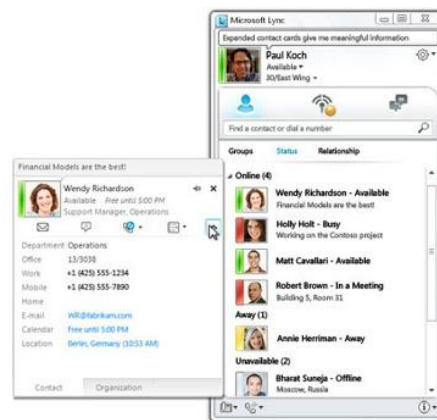 Microsoft Lync
Expanded contact cards give me meaningful information
Paul Koch
Available
30/East Wing
Find a contact or dial a number
Groups Status Relationship
Online (4)
Wendy Richardson - Available
Financial Models are the best!
Holly Holt - Busy
Working on the Contoso project
Matt Cavallari - Available
Robert Brown - In a Meeting
Building 5, Room 31
Away (1)
Annie Herriman - Away
Unavailable (2)
Bharat Suneja - Offline
Moscow, Russia
Financial Models are the best!
Wendy Richardson
Available Free until 5:00 PM
Support Manager, Operations
Department Operations
Office 13/3038
Work +1 (425) 555-1234
Mobile +1 (425) 555-7890
Home
E-mail WR@fabrikam.com
Calendar Free until 5:00 PM
Location Berlin, Germany (10:53 AM)
Contact Organization